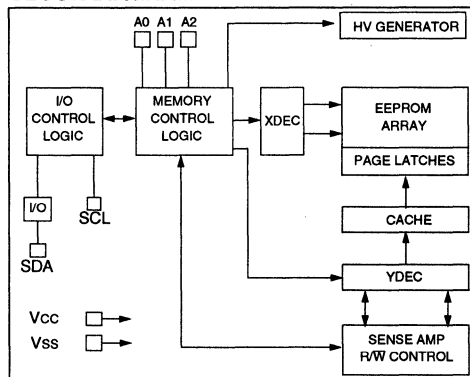 A0 A1 A2
HV GENERATOR
I/O
CONTROL
LOGIC
MEMORY
CONTROL
LOGIC
XDEC
EEPROM
ARRAY
PAGE LATCHES
I/O
SCL
SDA
CACHE
YDEC
Vcc
Vss
SENSE AMP
R/W̅ CONTROL